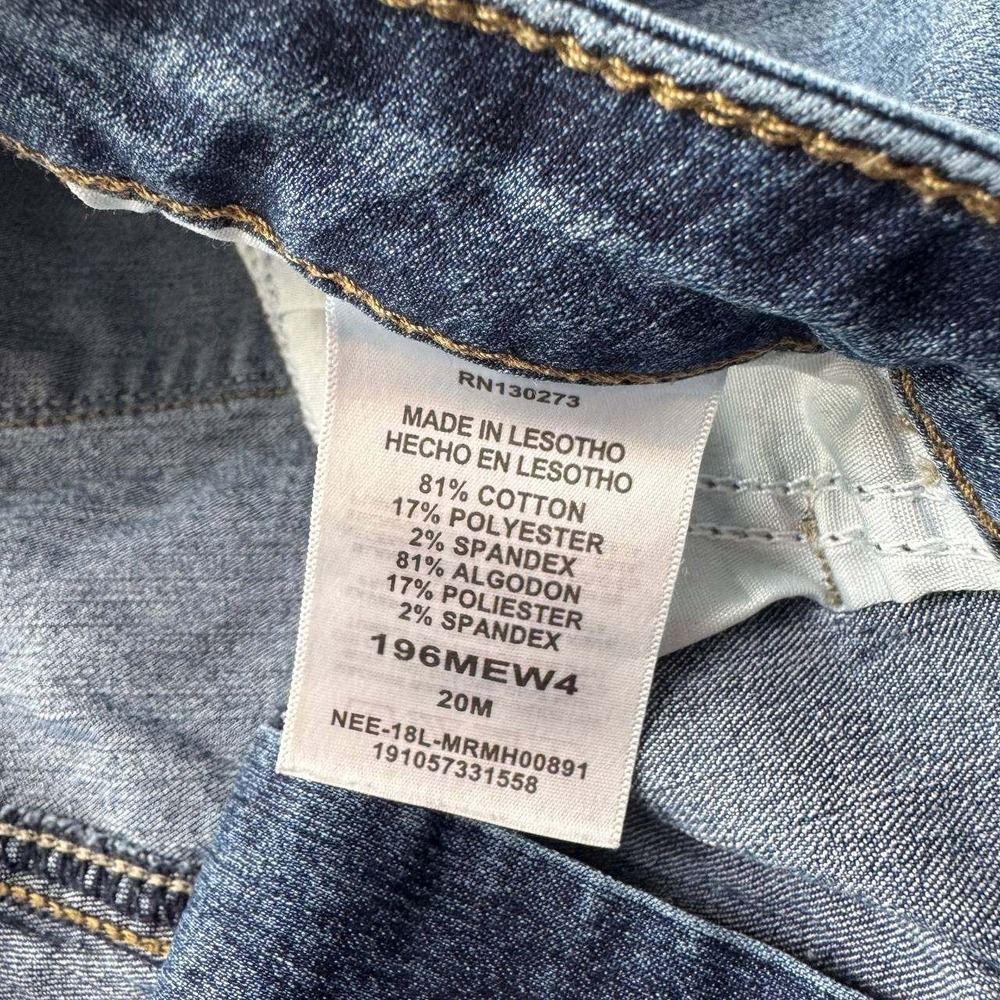 RN130273
MADE IN LESOTHO
HECHO EN LESOTHO
81% COTTON
17% POLYESTER
2% SPANDEX
81% ALGODON
17% POLIESTER
2% SPANDEX
196MEW4
20M
NEE-18L-MRMH00891
191057331558